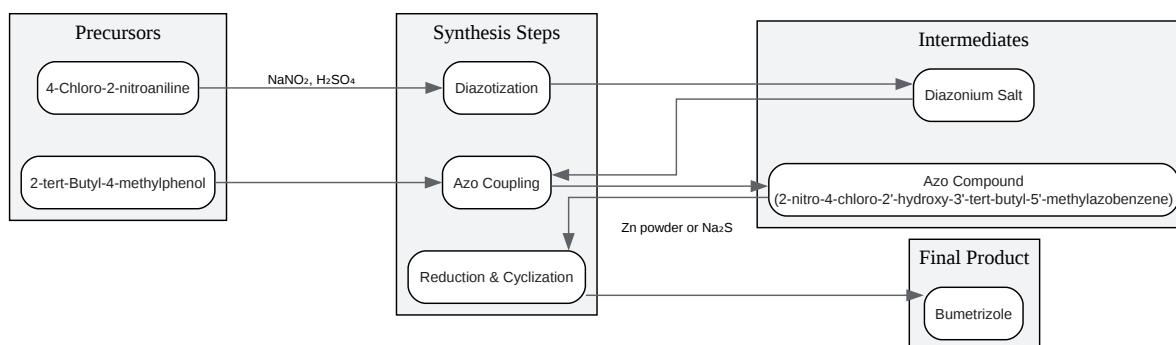 Precursors
4-Chloro-2-nitroaniline
2-tert-Butyl-4-methylphenol
NaNO₂, H₂SO₄
Synthesis Steps
Diazotization
Azo Coupling
Reduction & Cyclization
Intermediates
Diazonium Salt
Azo Compound
(2-nitro-4-chloro-2'-hydroxy-3'-tert-butyl-5'-methylazobenzene)
Zn powder or Na₂S
Final Product
Bumetrizole